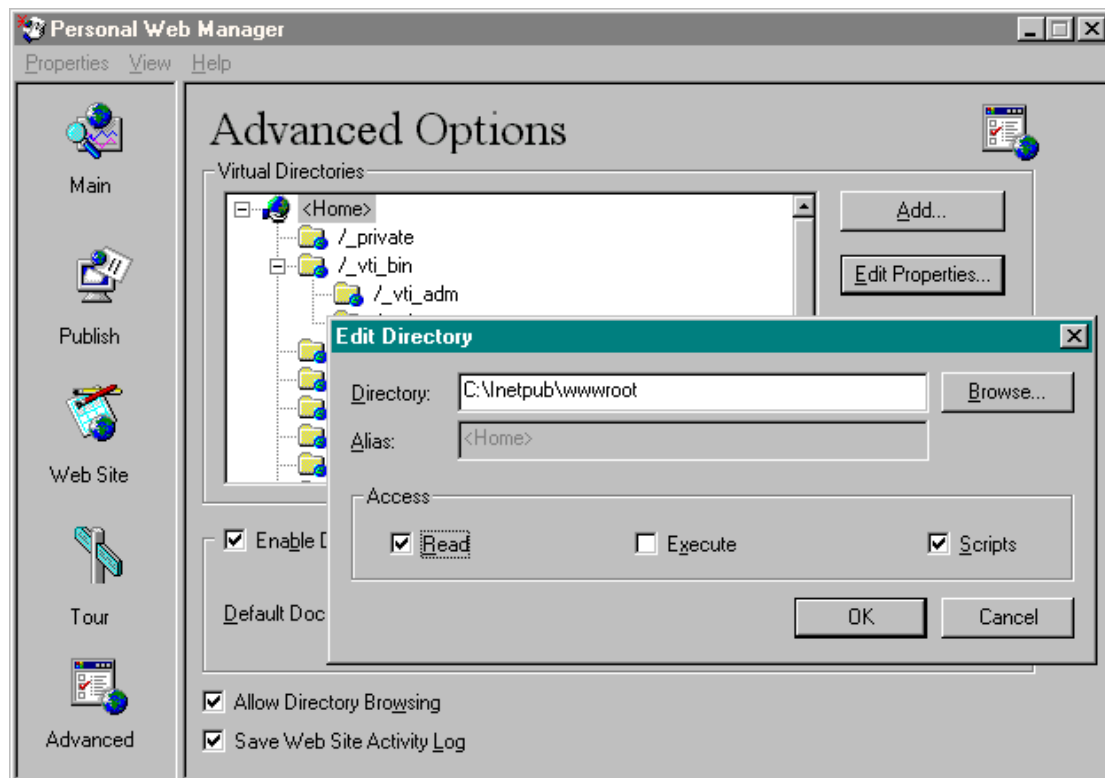 Personal Web Manager
Properties View Help
Main
Publish
Web Site
Tour
Advanced
Advanced Options
Virtual Directories
<Home>
/_private
/_vti_bin
/_vti_adm
Add...
Edit Properties...
Edit Directory
Directory: C:\Inetpub\wwwroot
Browse...
Alias: <Home>
Access
Read Execute Scripts
OK Cancel
Enable
Default Doc
Allow Directory Browsing
Save Web Site Activity Log